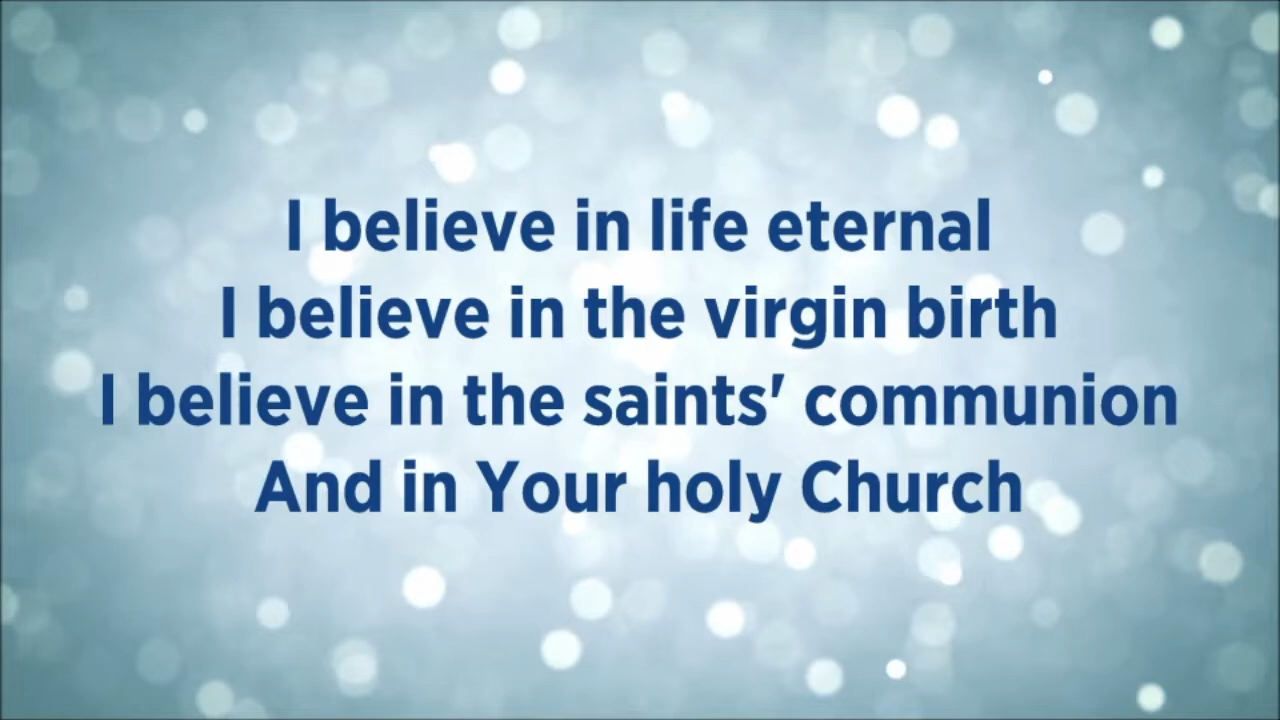 I believe in life eternal
I believe in the virgin birth
I believe in the saints' communion
And in Your holy Church